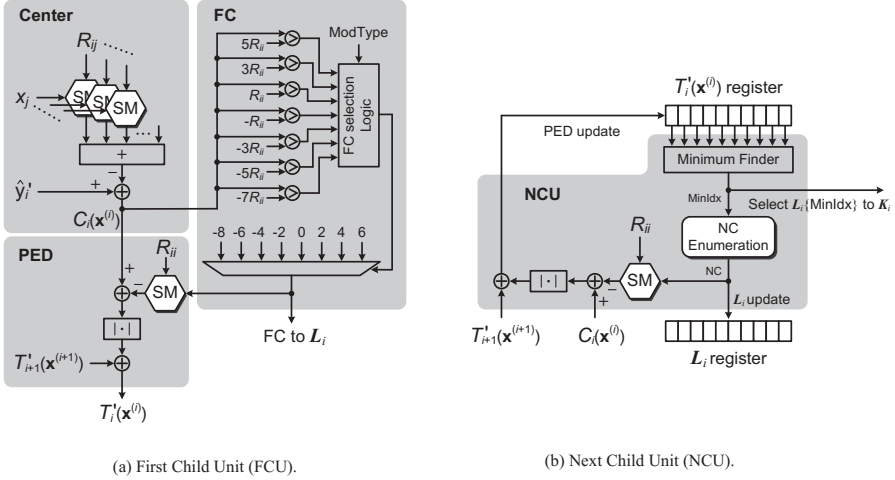 Center
R_ij
x_j
SM
SM
SM
+
−
ŷ_i'
+
C_i(x^(i))
FC
ModType
5R_ii
3R_ii
R_ii
-R_ii
-3R_ii
-5R_ii
-7R_ii
>
>
>
>
>
>
>
FC selection
Logic
-8 -6 -4 -2 0 2 4 6
PED
R_ii
+
−
SM
|·|
T'_i+1(x^(i+1))
T_i'(x^(i))
FC to L_i
(a) First Child Unit (FCU).
T_i'(x^(i)) register
PED update
Minimum Finder
NCU
MinIdx
Select L_i{MinIdx} to K_i
NC
Enumeration
R_ii
NC
SM
−
+
|·|
L_i update
T'_i+1(x^(i+1))
C_i(x^(i))
L_i register
(b) Next Child Unit (NCU).